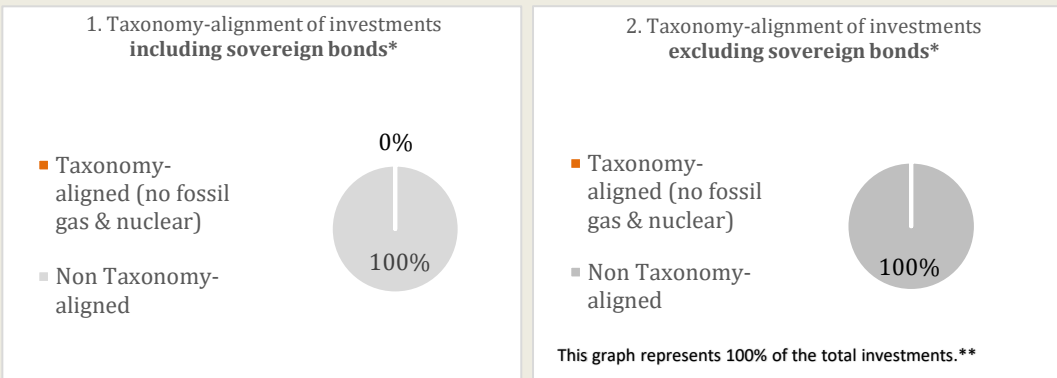 1. Taxonomy-alignment of investments
including sovereign bonds*
0%
Taxonomy-
aligned (no fossil
gas & nuclear)
100%
Non Taxonomy-
aligned
2. Taxonomy-alignment of investments
excluding sovereign bonds*
Taxonomy-
aligned (no fossil
gas & nuclear)
100%
Non Taxonomy-
aligned
This graph represents 100% of the total investments.**